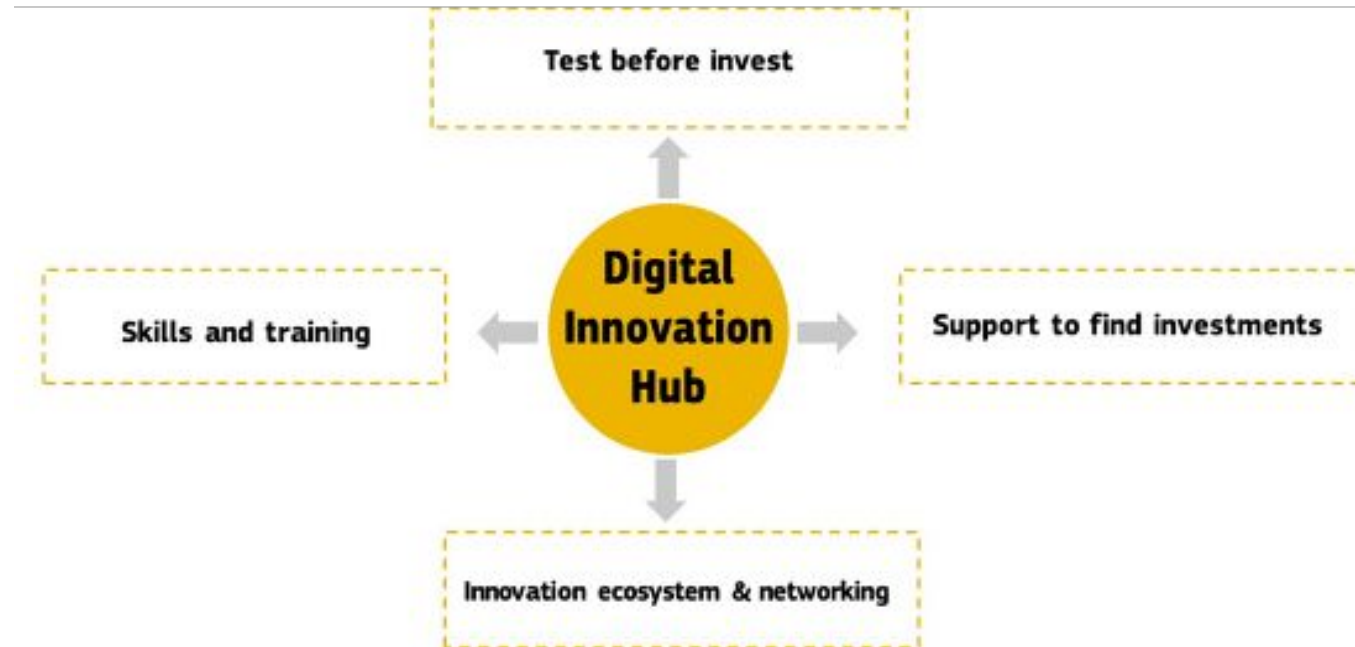 Test before invest
Digital
Innovation
Hub
Skills and training
Support to find investments
Innovation ecosystem & networking